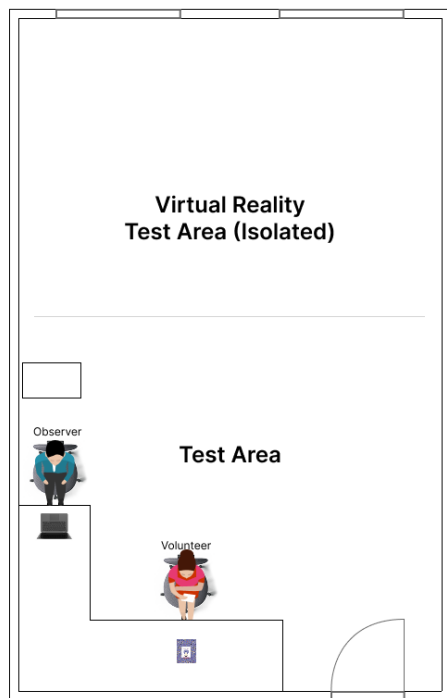 Virtual Reality
Test Area (Isolated)
Observer
Test Area
Volunteer